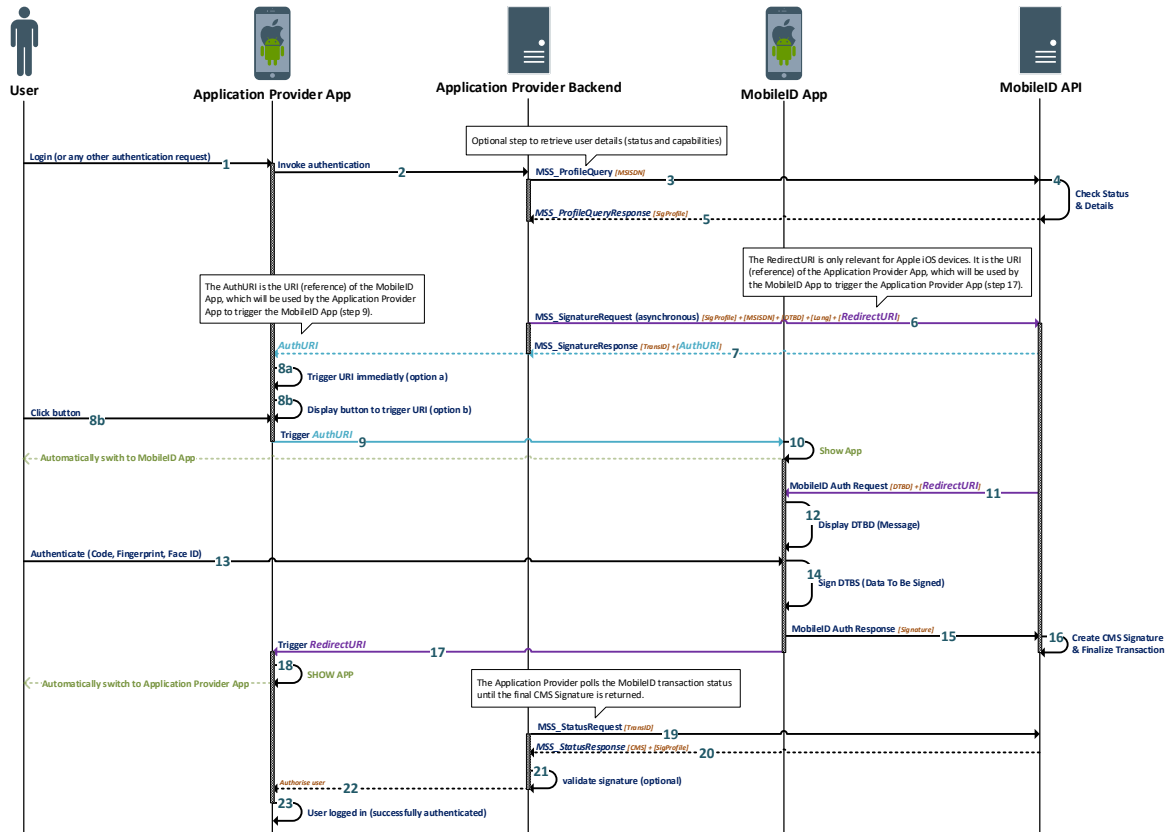 User
Application Provider App
Application Provider Backend
MobileID App
MobileID API
Optional step to retrieve user details (status and capabilities)
Login (or any other authentication request)
1
Invoke authentication
2
MSS_ProfileQuery [MSISDN]
3
4
Check Status
& Details
MSS_ProfileQueryResponse [SigProfile]
5
The RedirectURI is only relevant for Apple iOS devices. It is the URI
(reference) of the Application Provider App, which will be used by
the MobileID App to trigger the Application Provider App (step 17).
The AuthURI is the URI (reference) of the MobileID
App, which will be used by the Application Provider
App to trigger the MobileID App (step 9).
MSS_SignatureRequest (asynchronous) [SigProfile] + [MSISDN] + [DTBD] + [Lang] + [RedirectURI]
6
AuthURI
MSS_SignatureResponse [TransID] + [AuthURI]
7
8a
Trigger URI immediatly (option a)
8b
Display button to trigger URI (option b)
Click button
8b
Trigger AuthURI
9
10
Show App
Automatically swith to MobileID App
MobileID Auth Request [DTBD] + [RedirectURI]
11
12
Display DTBD (Message)
Authenticate (Code, Fingerprint, Face ID)
13
14
Sign DTBS (Data To Be Signed)
MobileID Auth Response [Signature]
15
16
Create CMS Signature
& Finalize Transaction
Trigger RedirectURI
17
18
SHOW APP
Automatically switch to Application Provider App
The Application Provider polls the MobileID transaction status
until the final CMS Signature is returned.
MSS_StatusRequest [TransID]
19
MSS_StatusResponse [CMS] + [SigProfile]
20
21
validate signature (optional)
Authorise user
22
23
User logged in (successfully authenticated)